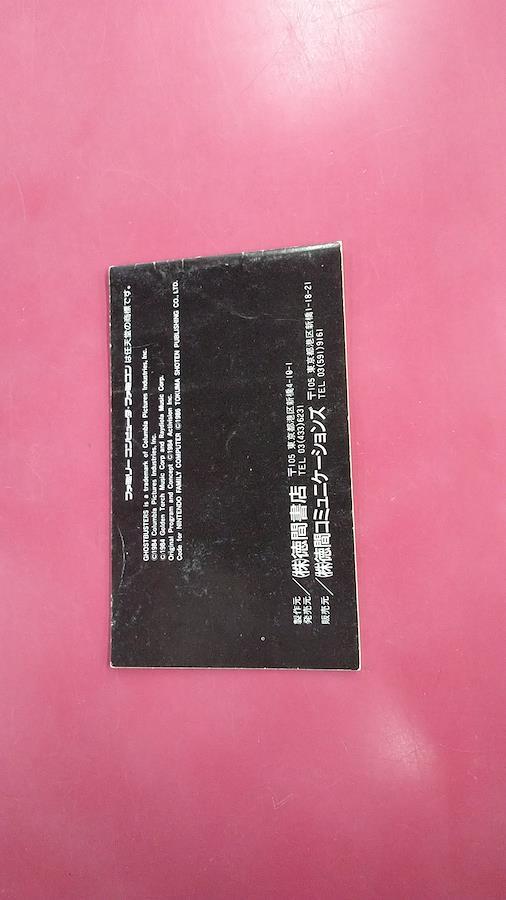 ファミリーコンピュータ・ファミコンは任天堂の商標です。
GHOSTBUSTERS is a trademark of Columbia Pictures Industries, Inc.
©1984 Columbia Pictures Industries, Inc.
©1984 Golden Torch Music Corp and Raydiola Music Corp.
Original Program and Concept ©1984 Activision Inc.
Code for NINTENDO FAMILY COMPUTER ©1986 TOKUMA SHOTEN PUBLISHING CO., LTD.
製作元
発売元/㈱徳間書店 〒105 東京都港区新橋4-10-1
TEL 03(433)6231
販売元/㈱徳間コミュニケーションズ 〒105 東京都港区新橋1-18-21
TEL 03(591)9161